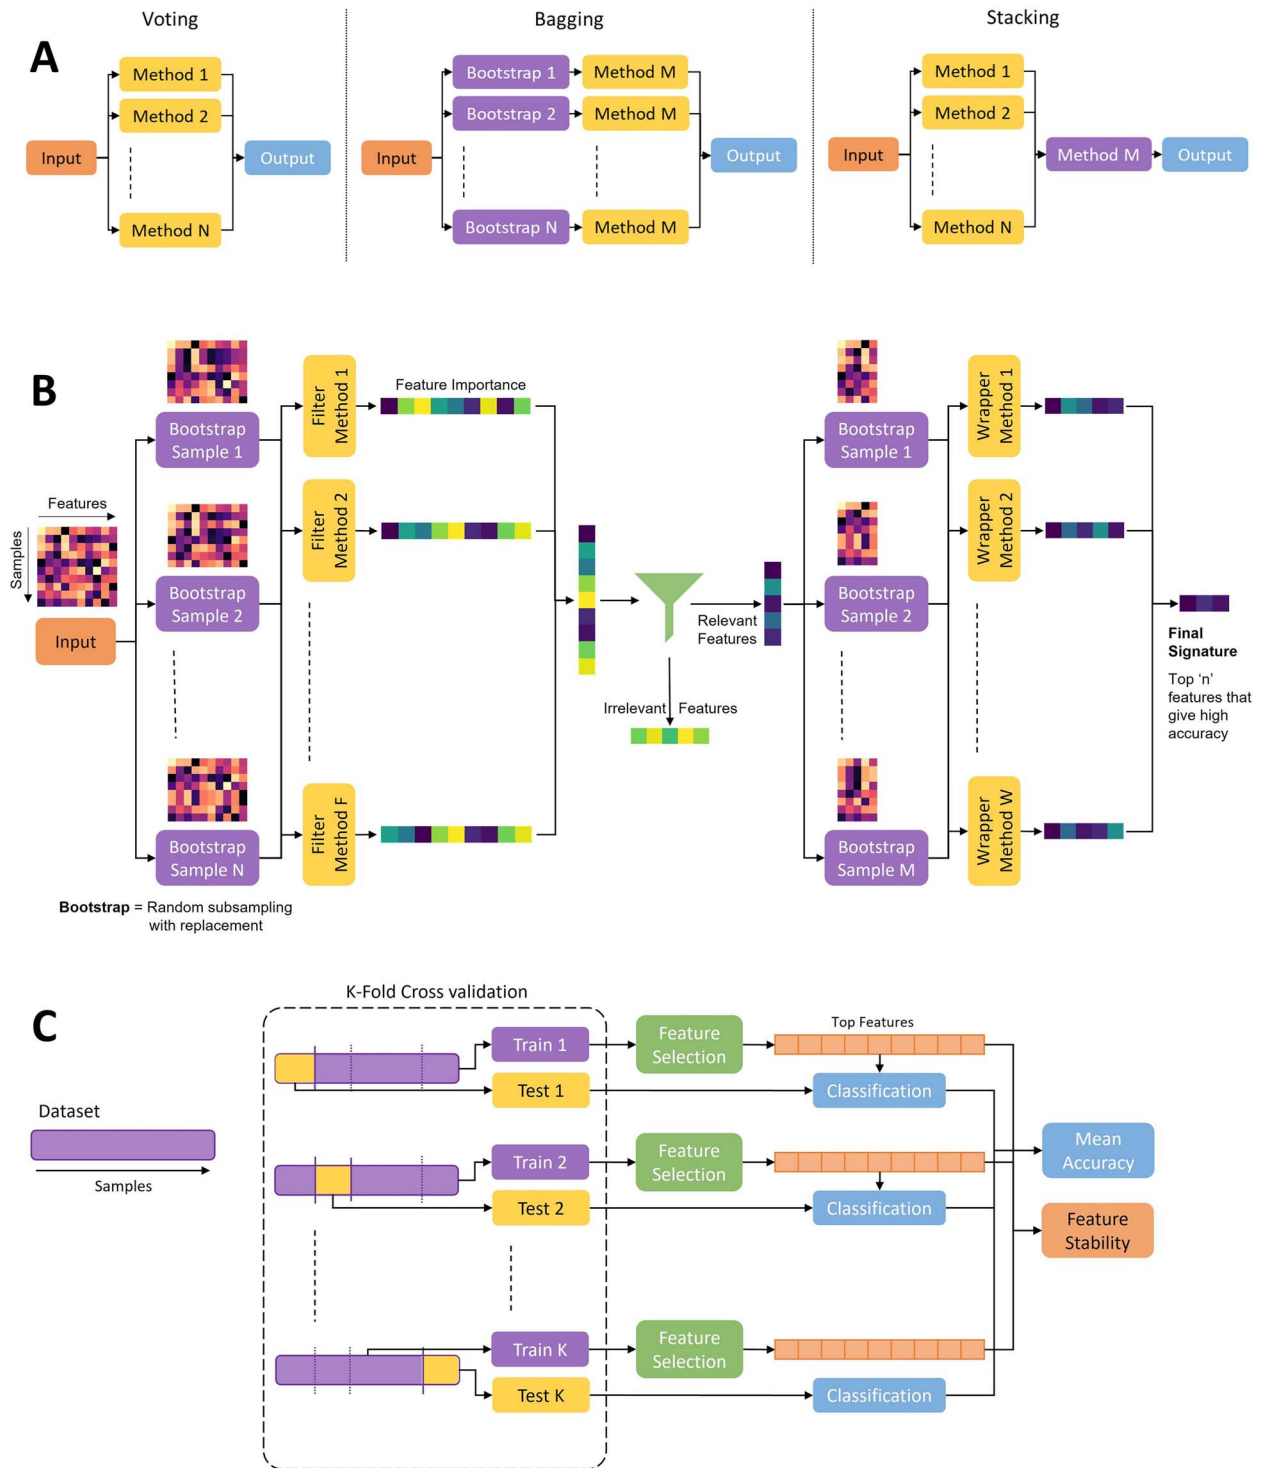 Voting
Bagging
Stacking
A
Method 1
Method 2
Method N
Input
Output
Bootstrap 1
Method M
Bootstrap 2
Method M
Input
Output
Bootstrap N
Method M
Method 1
Method 2
Input
Method M
Output
Method N
B
Features
Samples
Input
Bootstrap
Sample 1
Bootstrap
Sample 2
Bootstrap
Sample N
Bootstrap = Random subsampling
with replacement
Filter
Method 1
Filter
Method 2
Filter
Method F
Feature Importance
Relevant
Features
Irrelevant Features
Bootstrap
Sample 1
Bootstrap
Sample 2
Bootstrap
Sample M
Wrapper
Method 1
Wrapper
Method 2
Wrapper
Method W
Final
Signature
Top ‘n’
features that
give high
accuracy
C
K-Fold Cross validation
Dataset
Samples
Train 1
Test 1
Feature
Selection
Top Features
Classification
Train 2
Test 2
Feature
Selection
Classification
Train K
Test K
Feature
Selection
Classification
Mean
Accuracy
Feature
Stability